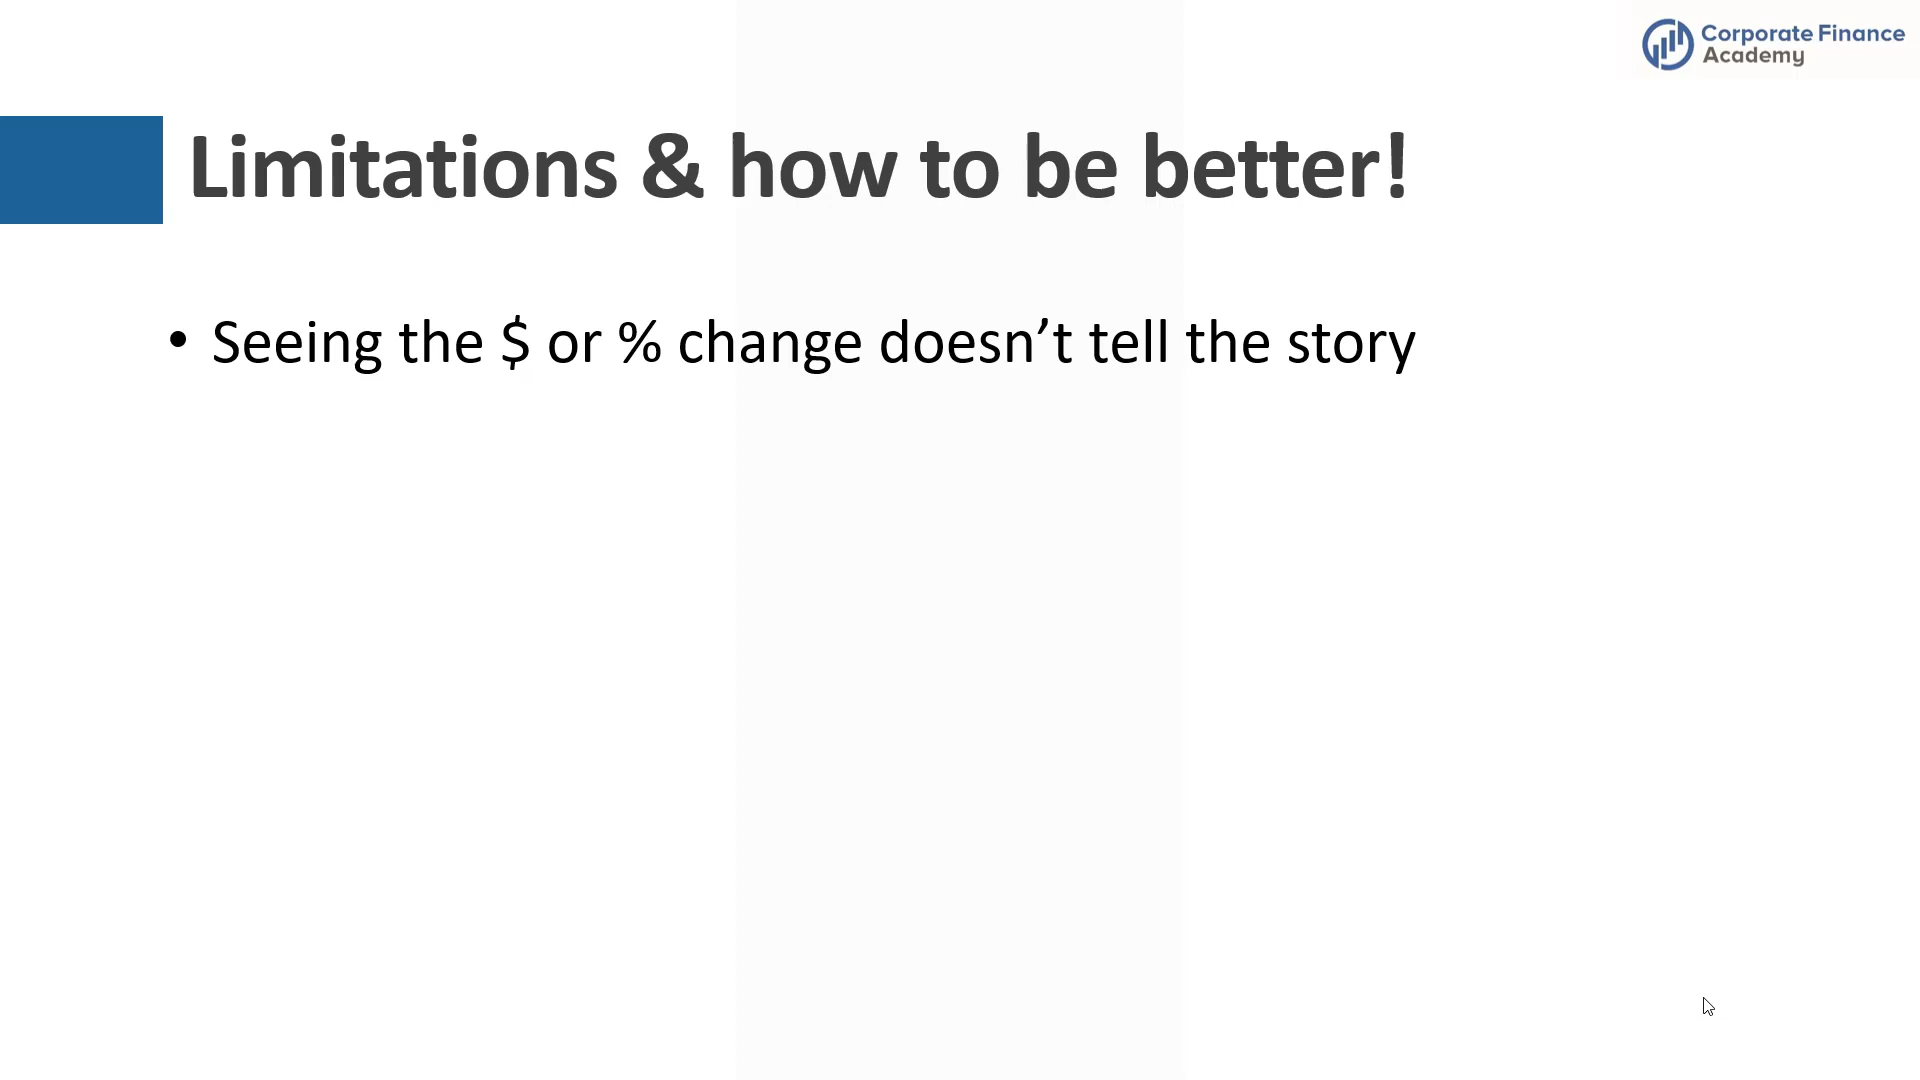 Corporate Finance
Academy
Limitations & how to be better!
• Seeing the $ or % change doesn’t tell the story